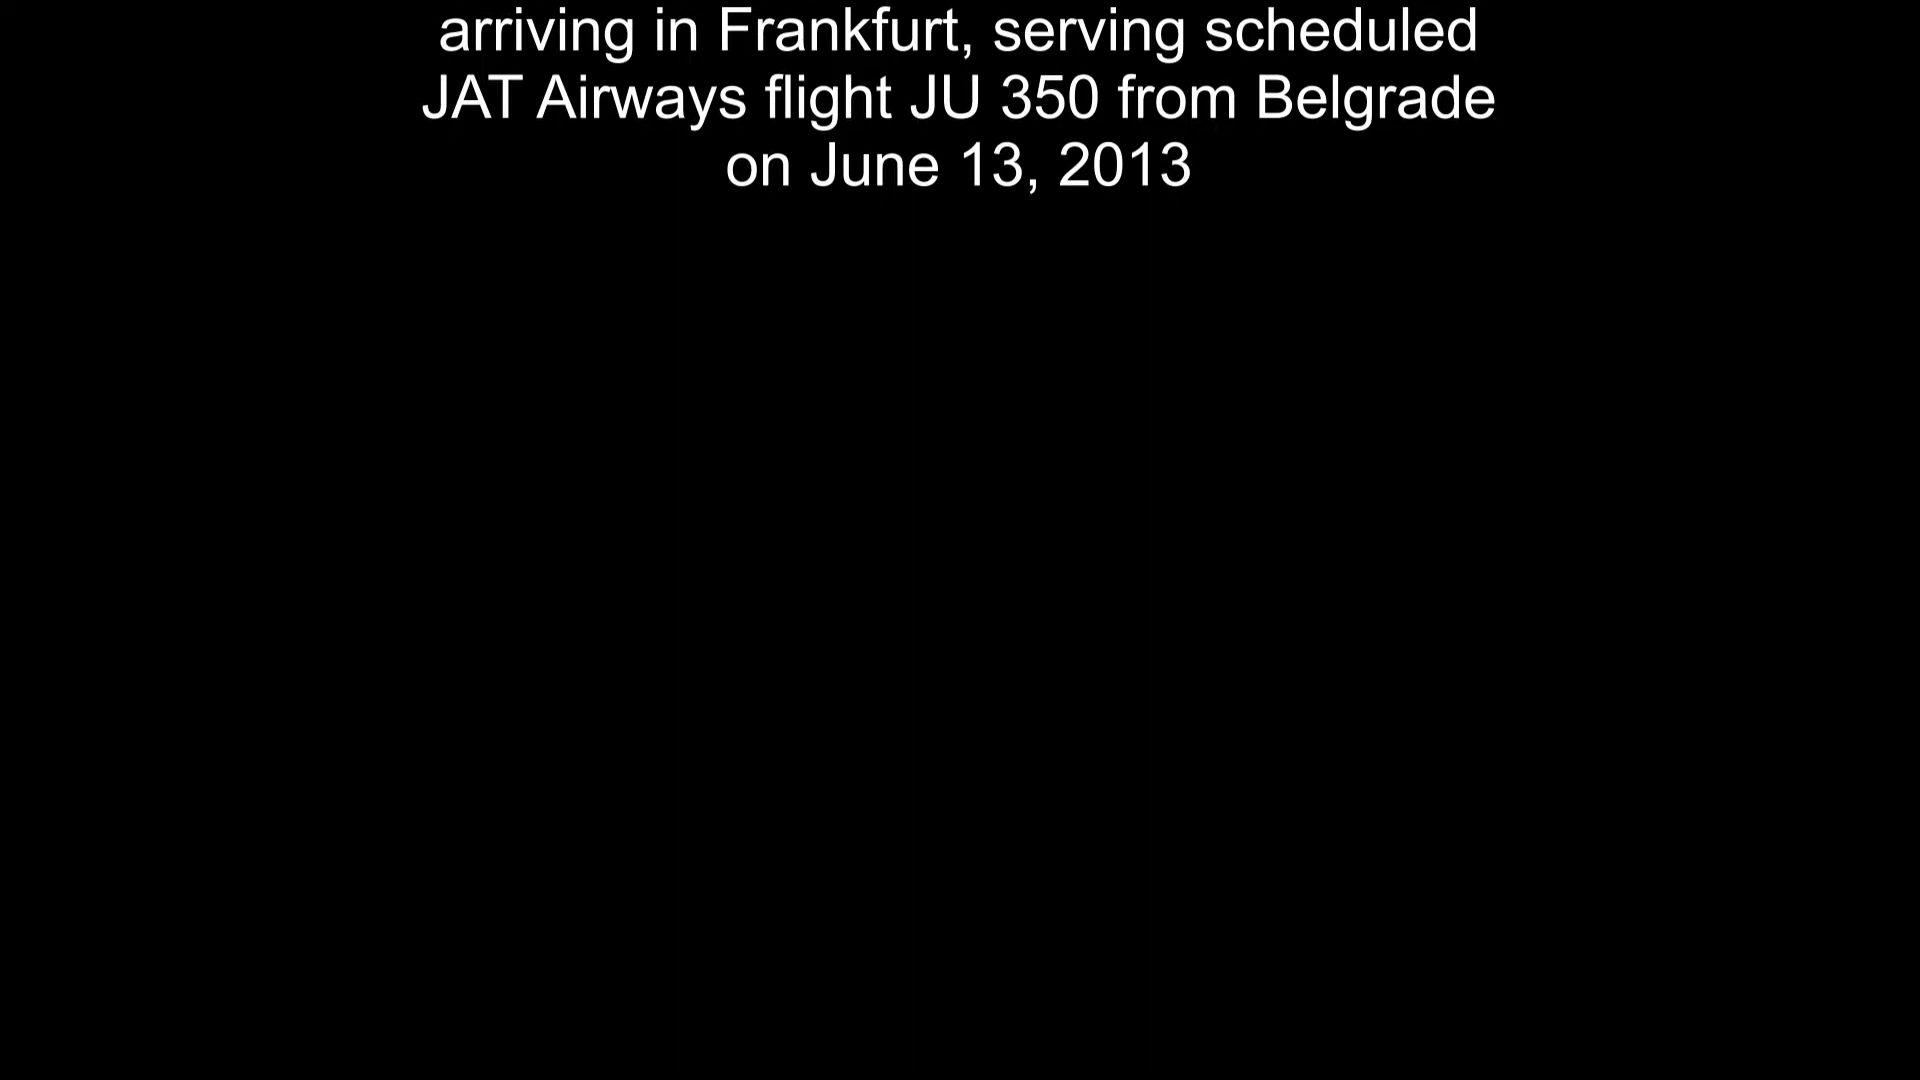 arriving in Frankfurt, serving scheduled
JAT Airways flight JU 350 from Belgrade
on June 13, 2013